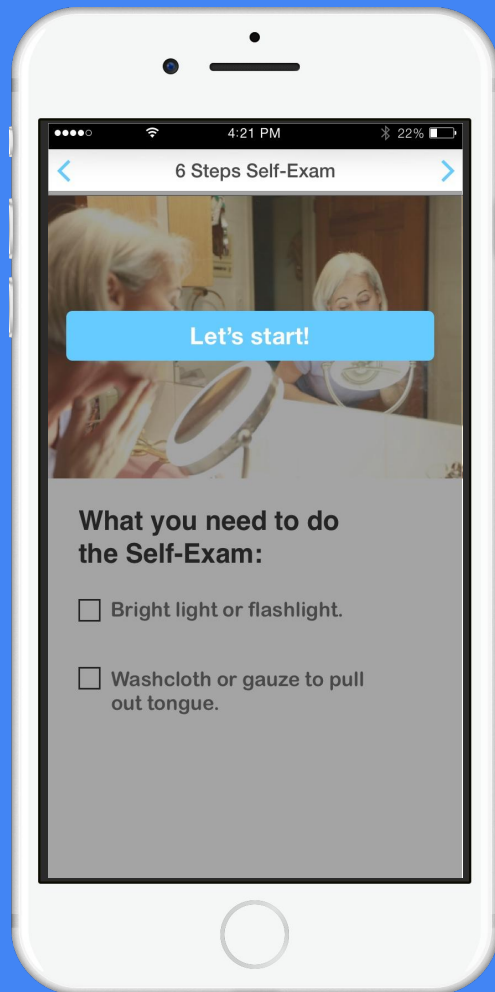 4:21 PM
22%
6 Steps Self-Exam
Let's start!
What you need to do
the Self-Exam:
Bright light or flashlight.
Washcloth or gauze to pull
out tongue.